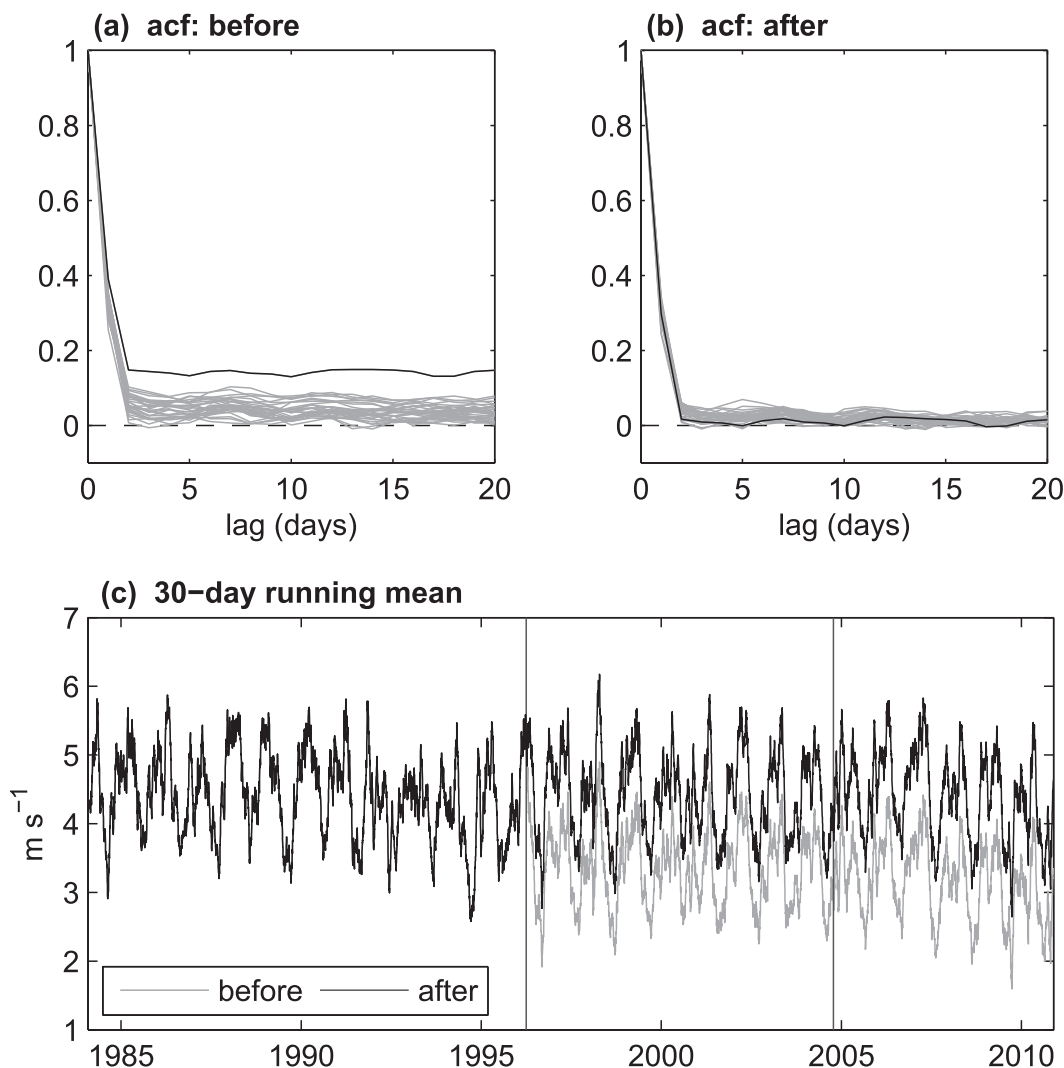 (a) acf: before
1
0.8
0.6
0.4
0.2
0
0 5 10 15 20
lag (days)
(b) acf: after
1
0.8
0.6
0.4
0.2
0
0 5 10 15 20
lag (days)
(c) 30−day running mean
7
6
5
4
3
2
1
m s⁻¹
before after
1985 1990 1995 2000 2005 2010